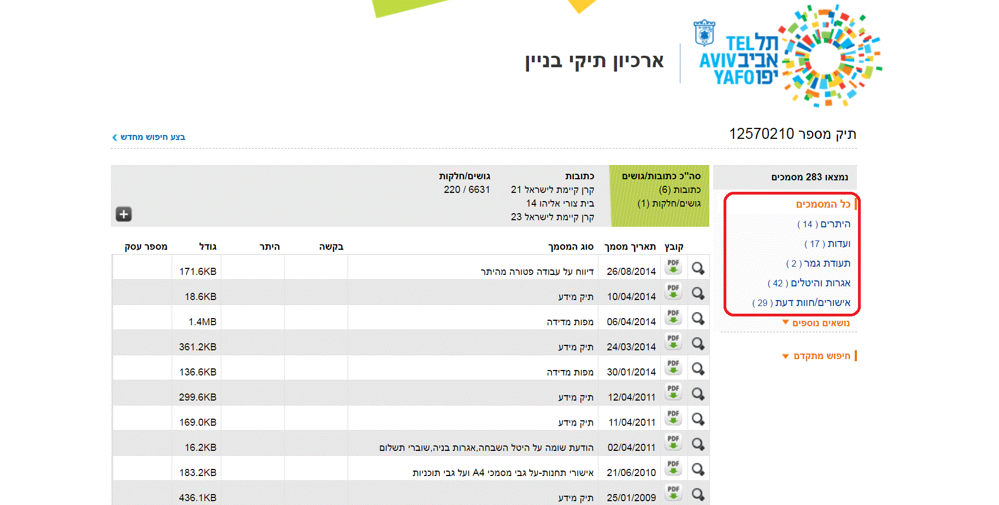 תל TEL
אביב AVIV
יפו YAFO
ארכיון תיקי בניין
תיק מספר 12570210
בצע חיפוש מחדש
נמצאו 283 מסמכים
כל המסמכים
היתרים ( 14 )
ועדות ( 17 )
תעודת גמר ( 2 )
אגרות והיטלים ( 42 )
אישורים/חוות דעת ( 29 )
נושאים נוספים
חיפוש מתקדם
סה"כ כתובות/גושים
כתובות (6)
גושים/חלקות (1)
כתובות
קרן קיימת לישראל 21
בית צורי אליהו 14
קרן קיימת לישראל 23
גושים/חלקות
220 / 6631
קובץ תאריך מסמך סוג המסמך בקשה היתר גודל מספר עסק
PDF 26/08/2014 דיווח על עבודה פטורה מהיתר 171.6KB
PDF 10/04/2014 תיק מידע 18.6KB
PDF 06/04/2014 מפות מדידה 1.4MB
PDF 24/03/2014 תיק מידע 361.2KB
PDF 30/01/2014 מפות מדידה 136.6KB
PDF 12/04/2011 תיק מידע 299.6KB
PDF 11/04/2011 תיק מידע 169.0KB
PDF 02/04/2011 הודעת שומה על היטל השבחה,אגרות בניה,שוברי תשלום 16.2KB
PDF 21/06/2010 אישורי תחנות-על גבי מסמכי A4 ועל גבי תוכניות 183.2KB
PDF 25/01/2009 תיק מידע 436.1KB